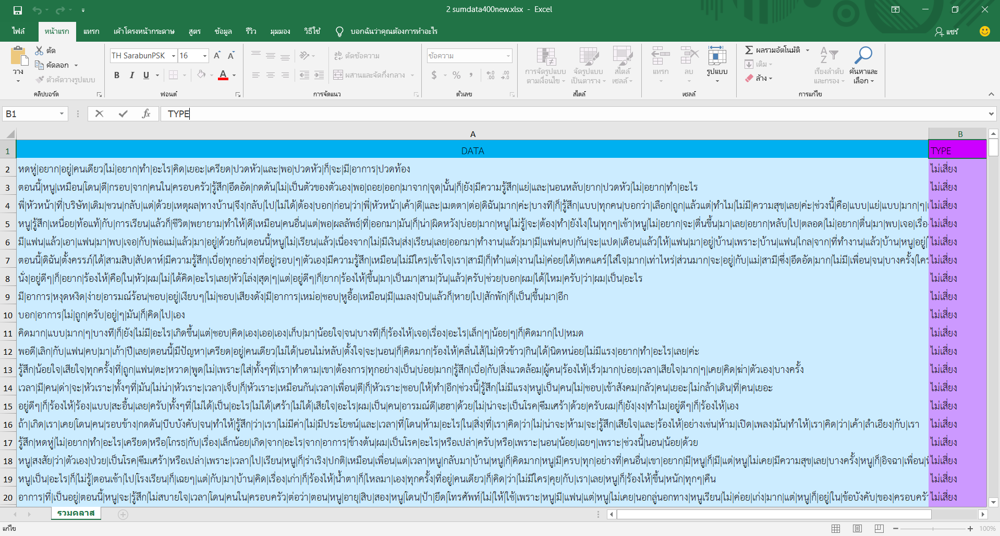 2 sumdata400new.xlsx - Excel
ไฟล์ หน้าแรก แทรก เค้าโครงหน้ากระดาษ สูตร ข้อมูล รีวิว มุมมอง วิธีใช้ บอกฉันว่าคุณต้องการทำอะไร แชร์
วาง ตัด คัดลอก ตัวคัดวางรูปแบบ
คลิปบอร์ด
TH SarabunPSK 16
B I U
ฟอนต์
ตัดข้อความ
ผสานและจัดกึ่งกลาง
การจัดแนว
ข้อความ
$ % ,
ตัวเลข
การจัดรูปแบบตามเงื่อนไข จัดรูปแบบเป็นตาราง สไตล์เซลล์
สไตล์
แทรก ลบ รูปแบบ
เซลล์
ผลรวมอัตโนมัติ
เติม
ล้าง
เรียงลำดับและกรอง ค้นหาและเลือก
การแก้ไข
B1 fx TYPE
A B
1 DATA TYPE
2 หดหู่|อยาก|อยู่|คนเดียว|ไม่|อยาก|ทำ|อะไร|คิด|เยอะ|เครียด|ปวดหัว|และ|พอ|ปวดหัว|ก็|จะ|มี|อาการ|ปวดท้อง ไม่เสี่ยง
3 ตอนนี้|หนู|เหมือน|โดน|ตี|กรอบ|จาก|คนใน|ครอบครัว|รู้สึก|อึดอัด|กดดัน|ไม่|เป็นตัวของตัวเอง|พอ|ถอย|ออก|มาจาก|จุด|นั้น|ก็|ยัง|มีความรู้สึก|แย่|และ|นอนหลับ|ยาก|ปวดหัว|ไม่|อยาก|ทำ|อะไร ไม่เสี่ยง
4 พี่|หัวหน้า|ที่|บริษัท|เดิม|ชวน|กลับ|แต่|ด้วย|เหตุผล|ทางบ้าน|จึง|กลับ|ไป|ไม่ได้|ต้อง|บอก|ก่อน|ว่า|พี่|หัวหน้า|เค้า|ดี|และ|เมตตา|ต่อ|ดิฉัน|มาก|ค่ะ|บางที|ก็|รู้สึก|แบบ|ทุกคน|บอกว่า|เลือก|ถูก|แล้วแต่|ทำไม|ไม่มี|ความสุข|เลย|ค่ะ|ช่วงนี้|คือ|แบบ|แย่|แบบ|มาก|ๆ| ไม่เสี่ยง
5 หนู|รู้สึก|เหนื่อย|ท้อแท้|กับ|การเรียน|แล้วก็|ชีวิต|พยายาม|ทำให้|ดี|เหมือน|คนอื่น|แต่|พอ|ผลลัพธ์|ที่|ออกมา|มัน|ก็|น่า|ผิดหวัง|บ่อย|มาก|หนู|ไม่รู้|จะ|ต้อง|ทำ|ยังไง|ใน|ทุกๆ|เช้า|หนู|ไม่|อยาก|จะ|ตื่นขึ้น|มา|เลย|อยาก|หลับ|ไป|ตลอด|ไม่|อยาก|ตื่น|มา|พบ|เจอ|เรื่อง ไม่เสี่ยง
6 มี|แฟน|แล้ว|เอา|แฟน|มา|พบ|เจอ|กับ|พ่อแม่|แล้ว|มา|อยู่|ด้วยกัน|ตอนนี้|หนู|ไม่|เรียน|แล้ว|เนื่องจาก|ไม่|มีเงิน|ส่ง|เรียน|เลย|ออกมา|ทำงาน|แล้ว|มา|มี|แฟน|คบ|กัน|จะ|แปด|เดือน|แล้ว|ให้|แฟน|มา|อยู่|บ้าน|เพราะ|บ้าน|แฟน|ไกล|จาก|ที่ทำงาน|แล้ว|บ้าน|หนู|อยู่| ไม่เสี่ยง
7 ตอนนี้|ดิฉัน|ตั้งครรภ์|ได้|สามสิบ|สัปดาห์|มีความรู้สึก|เบื่อ|ทุกอย่าง|ที่อยู่|รอบ|ๆ|ตัวเอง|มีความรู้สึก|เหมือน|ไม่มีใคร|เข้าใจ|เรา|สามี|ก็|ทำ|แต่|งาน|ไม่|ค่อย|ได้|เทคแคร์|ใส่ใจ|มาก|เท่าไหร่|ส่วนมาก|จะ|อยู่|กับ|แม่|สามี|ซึ่ง|อึดอัด|มาก|ไม่มี|เพื่อน|จน|บางครั้ง|ใคร ไม่เสี่ยง
8 นั่ง|อยู่ดีๆ|ก็|อยาก|ร้องไห้|คือ|ใน|หัว|ผม|ไม่|ได้คิด|อะไร|เลย|หัว|โล่ง|สุด|ๆ|แต่|อยู่ดีๆ|ก็|ยาก|ร้องไห้|ขึ้น|มา|เป็นมา|สาม|วัน|แล้ว|ครับ|ช่วย|บอก|ผม|ได้|ไหม|ครับ|ว่า|ผม|เป็น|อะไร ไม่เสี่ยง
9 มี|อาการ|หงุดหงิด|ง่าย|อารมณ์ร้อน|ชอบ|อยู่|เงียบๆ|ไม่|ชอบ|เสียงดัง|มี|อาการ|เหม่อ|ชอบ|หูอื้อ|เหมือน|มี|แมลง|บิน|แล้วก็|หาย|ไป|สักพัก|ก็|เป็น|ขึ้น|มา|อีก ไม่เสี่ยง
10 บอก|อาการ|ไม่|ถูก|ครับ|อยู่|ๆ|มัน|ก็|คิด|ไป|เอง ไม่เสี่ยง
11 คิดมาก|แบบ|มาก|ๆ|บางที|ก็|ยัง|ไม่มี|อะไร|เกิดขึ้น|แต่|ชอบ|คิด|เอง|เออ|เอง|เก็บ|มา|น้อยใจ|จน|บางที|ก็|ร้องไห้|เจอ|เรื่อง|อะไร|เล็ก|ๆ|น้อย|ๆ|ก็|คิดมาก|ไป|หมด ไม่เสี่ยง
12 พอดี|เลิก|กับ|แฟน|คบ|มา|เก้า|ปี|เลย|ตอนนี้|มีปัญหา|เครียด|อยู่|คนเดียว|ไม่ได้|นอนไม่หลับ|ตั้งใจ|จะ|นอน|ก็|คิดมาก|ร้องไห้|คลื่นไส้|ไม่|หิวข้าว|กิน|ได้|นิดหน่อย|ไม่มีแรง|อยาก|ทำ|อะไร|เลย|ค่ะ ไม่เสี่ยง
13 รู้สึก|น้อยใจ|เสียใจ|ทุกครั้ง|ที่|ถูก|แฟน|ตะ|หวาด|พูด|ไม่|เพราะ|ใส่|ทั้งๆที่|เรา|ทำตาม|เขา|ต้องการ|ทุกอย่าง|เป็น|บ่อย|มาก|รู้สึก|เบื่อ|กับ|สิ่งแวดล้อม|ผู้คน|ร้องไห้|เร็ว|มาก|บ่อย|เวลา|เสียใจ|มาก|ๆ|เคย|คิด|ฆ่า|ตัวเอง|บางครั้ง ไม่เสี่ยง
14 เวลา|มี|คน|ด่า|จะ|หัวเราะ|ทั้งๆที่|มัน|ไม่น่า|หัวเราะ|เวลา|เจ็บ|ก็|หัวเราะ|เหมือนกัน|เวลา|เพื่อน|ตี|ก็|หัวเราะ|ชอบ|ให้|ทำ|อีก|ช่วงนี้|รู้สึก|ไม่มีแรง|หนู|เป็น|คน|ไม่|ชอบ|เข้าสังคม|กลัว|คน|เยอะ|ไม่กล้า|เดิน|ที่|คน|เยอะ ไม่เสี่ยง
15 อยู่ดีๆ|ก็|ร้องไห้|ร้อง|แบบ|สะอื้น|เลย|ครับ|ทั้งๆที่|ไม่ได้|เป็น|อะไร|ไม่ได้|เศร้า|ไม่ได้|เสียใจ|อะไร|ผม|เป็น|คน|อารมณ์ดี|เฮฮา|ด้วย|ไม่|น่าจะ|เป็นโรค|ซึมเศร้า|ด้วย|ครับผม|ก็|ยัง|งง|ทำไม|อยู่ดีๆ|ก็|ร้องไห้|เอง ไม่เสี่ยง
16 ถ้า|เกิด|เรา|เคย|โดน|คน|รอบข้าง|กดดัน|บีบบังคับ|จน|ทำให้|รู้สึก|ว่า|เรา|ไม่มีค่า|ไม่|มีประโยชน์|และ|เวลา|ที่|โดน|ห้าม|อะไร|ใน|สิ่ง|ที่|เรา|คิด|ว่า|ไม่|น่าจะ|ห้าม|จะ|รู้สึก|เสียใจ|และ|ร้องไห้|อย่างเช่น|ห้าม|เปิด|เพลง|มัน|ทำให้|เรา|คิด|ว่า|เค้า|ลำเอียง|กับ|เรา ไม่เสี่ยง
17 รู้สึก|หดหู่|ไม่|อยาก|ทำ|อะไร|เครียด|หรือ|โกรธ|กับ|เรื่อง|เล็กน้อย|เกิด|จาก|อะไร|จาก|อาการ|ข้างต้น|ผม|เป็นโรค|อะไร|หรือเปล่า|ครับ|หรือ|เพราะ|นอน|น้อย|เฉยๆ|เพราะ|ช่วงนี้|นอน|น้อย|ด้วย ไม่เสี่ยง
18 หนู|สงสัย|ว่า|ตัวเอง|ป่วย|เป็นโรค|ซึมเศร้า|หรือเปล่า|เพราะ|เวลา|ไป|เรียน|หนู|ก็|ร่าเริง|ปกติ|เหมือน|เพื่อน|แต่|เวลา|หนู|กลับมา|บ้าน|หนู|ก็|คิดมาก|หนู|มี|ครบ|ทุก|อย่างที่|คนอื่น|เขา|อยาก|มี|หนู|ก็|มี|แต่|หนู|ไม่เคย|มีความสุข|เลย|บางครั้ง|หนู|ก็|อิจฉา|เพื่อน| ไม่เสี่ยง
19 หนู|เป็น|อะไร|ก็|ไม่รู้|ตอนเช้า|ไป|โรงเรียน|ก็|เฉยๆ|แต่|กับ|มา|บ้าน|คิด|เรื่อง|เก่า|ก็|ร้องไห้|น้ำตา|ก็|ไหลมา|เอง|ทุกครั้ง|ที่อยู่|คนเดียว|ก็|คิด|ว่า|ไม่มีใคร|คุย|กับ|เรา|เลย|หนู|ก็|ร้องไห้|ขึ้น|หนัก|ทุกๆ|คืน ไม่เสี่ยง
20 อาการ|ที่|เป็นอยู่|ตอนนี้|หนู|จะ|รู้สึก|ไม่สบายใจ|เวลา|โดน|คนใน|ครอบครัว|ต่อว่า|ตอน|หนู|อายุ|สิบ|สอง|หนู|โดน|ป้า|ยึด|โทรศัพท์|ไม่|ให้|ใช้|เพราะ|หนู|มี|แฟน|แต่|หนู|ไม่เคย|นอกลู่นอกทาง|หนูเรียน|ไม่|ค่อย|เก่ง|มาก|แต่|หนู|ก็|อยู่|ใน|ข้อบังคับ|ของ|ครอบครัว ไม่เสี่ยง
รวมคลาส
แก้ไข 100%